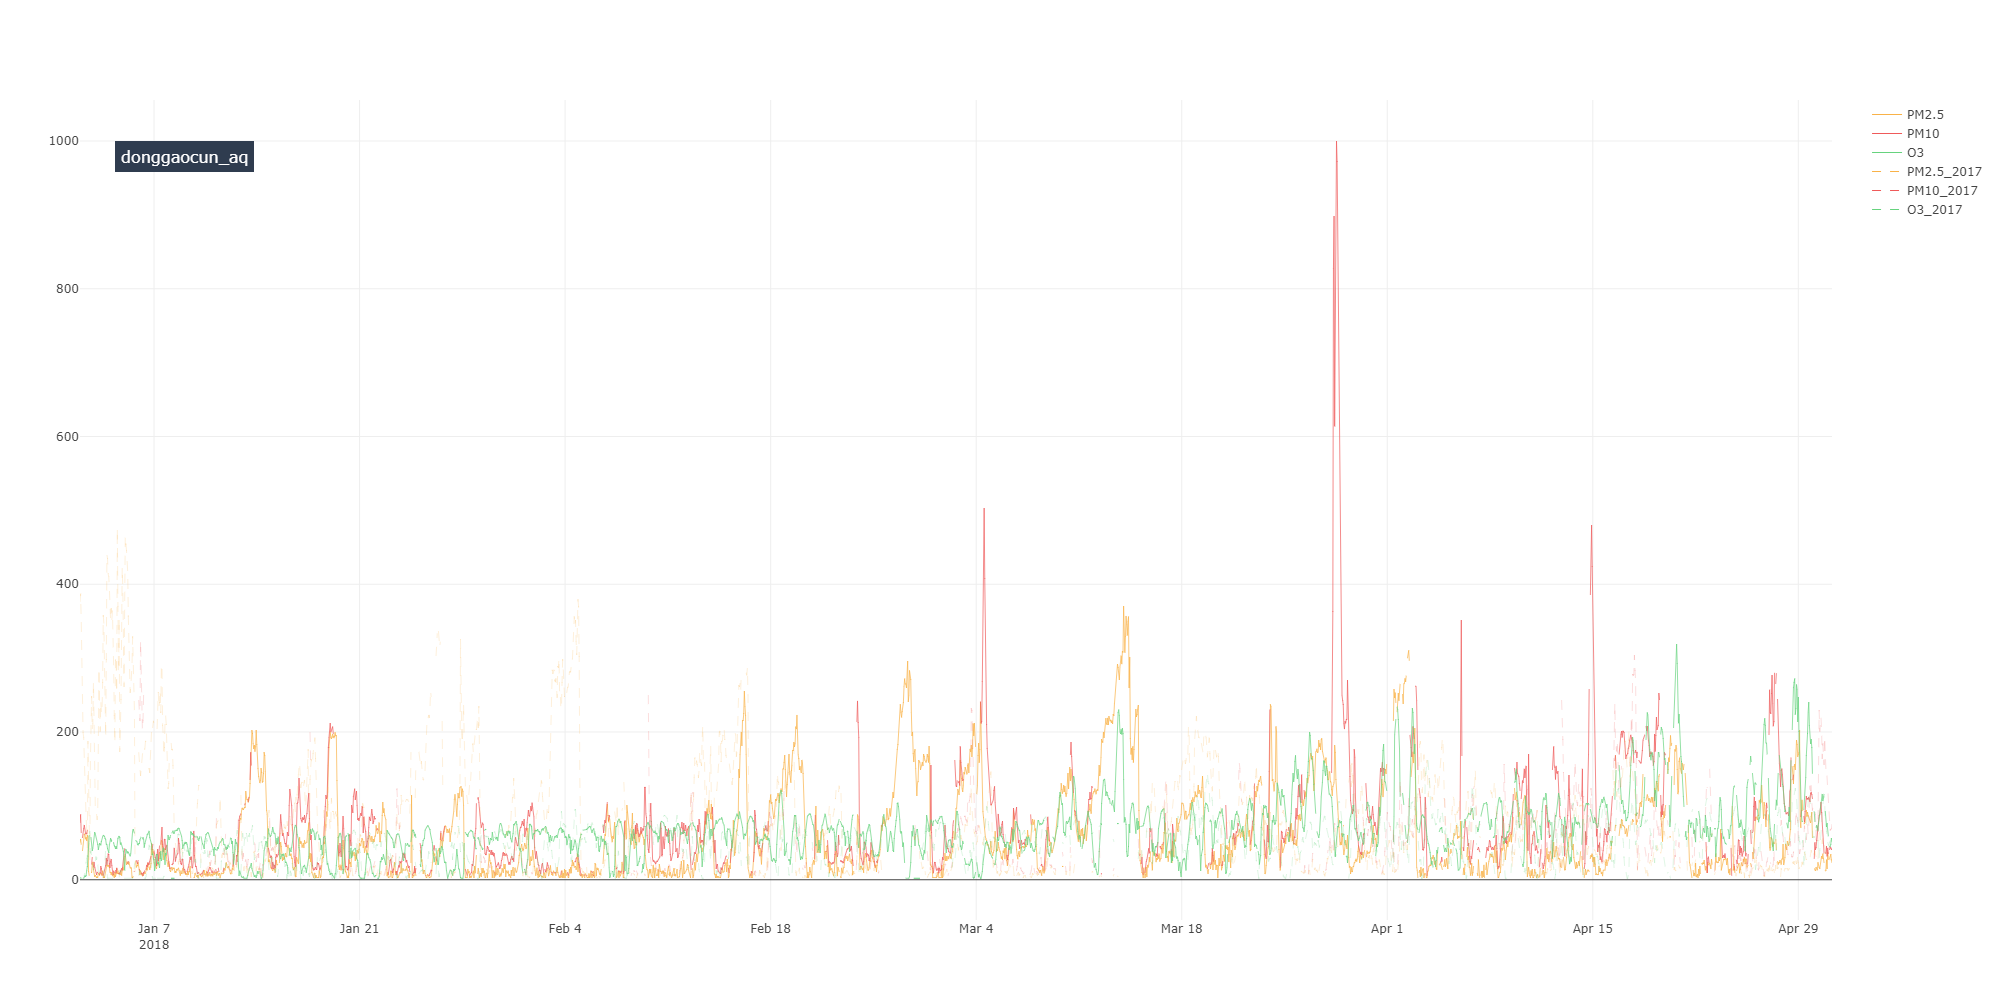 1000
800
600
400
200
0
donggaocun_aq
Jan 7
2018
Jan 21
Feb 4
Feb 18
Mar 4
Mar 18
Apr 1
Apr 15
Apr 29
PM2.5
PM10
O3
PM2.5_2017
PM10_2017
O3_2017